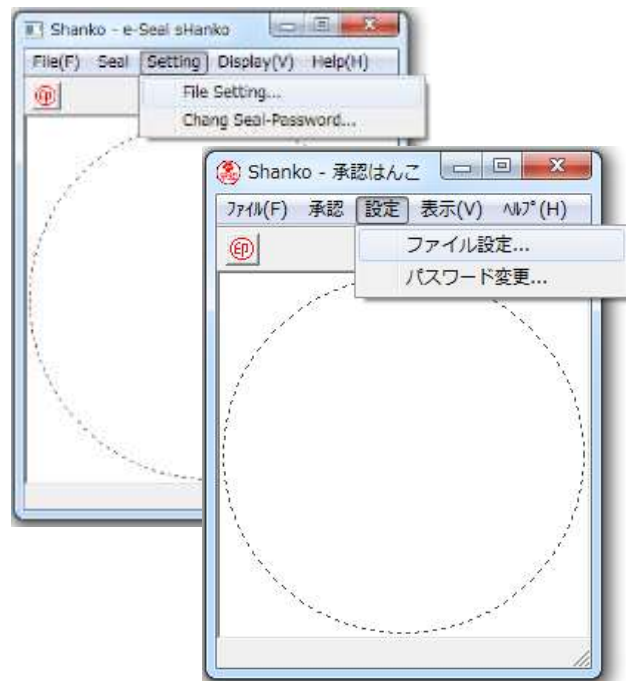 Shanko - e-Seal sHanko
File(F) Seal Setting Display(V) Help(H)
印
File Setting...
Chang Seal-Password...
Shanko - 承認はんこ
ﾌｧｲﾙ(F) 承認 設定 表示(V) ﾍﾙﾌﾟ(H)
印
ファイル設定...
パスワード変更...